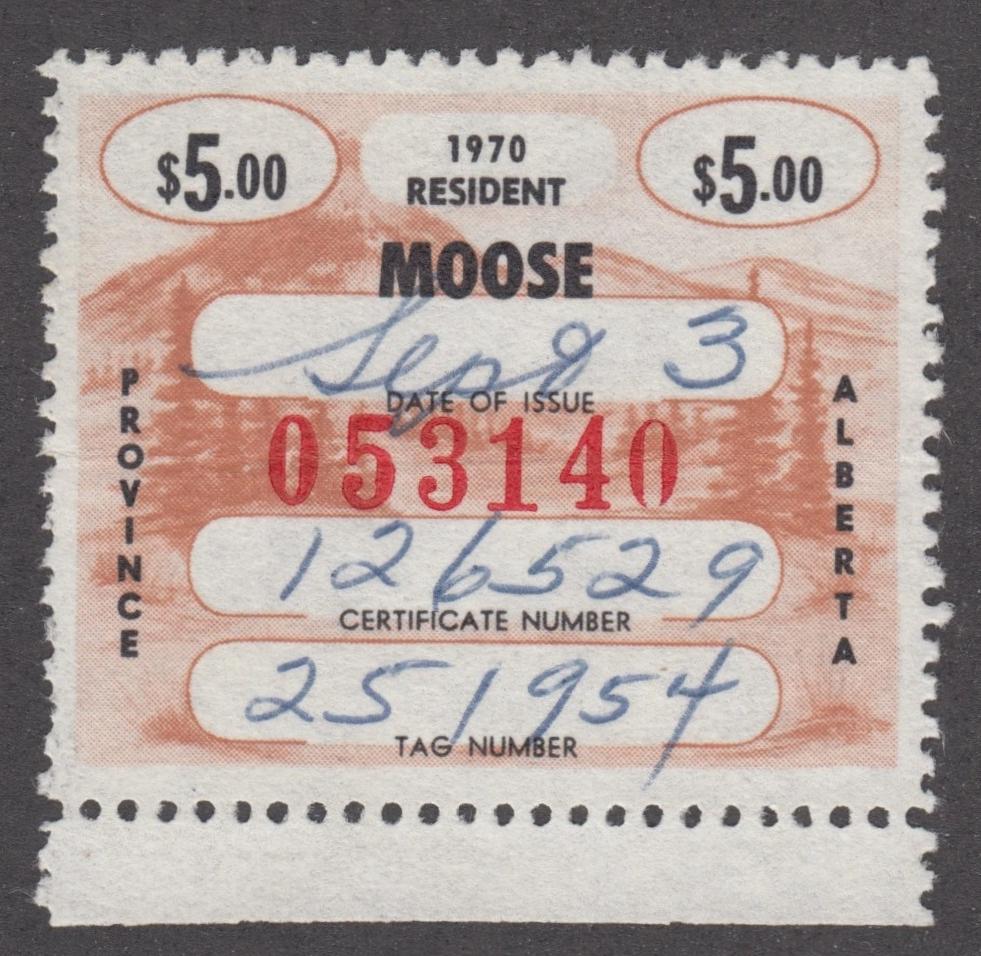 $5.00 1970 $5.00
RESIDENT
MOOSE
Sept 3
DATE OF ISSUE
053140
126529
CERTIFICATE NUMBER
251954
TAG NUMBER
PROVINCE
ALBERTA